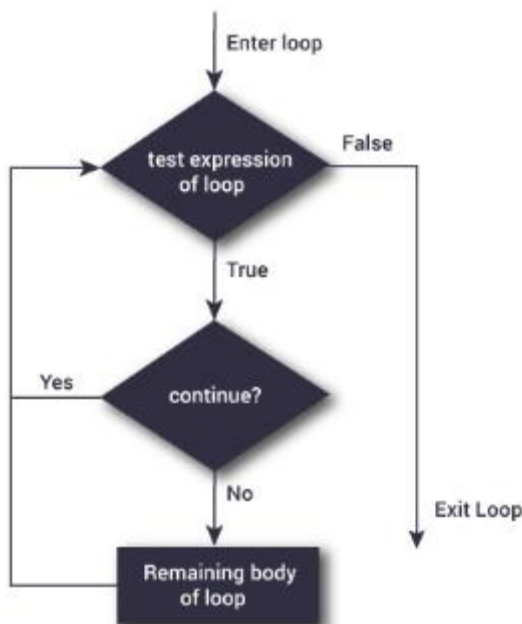 Enter loop
test expression
of loop
False
True
continue?
Yes
No
Remaining body
of loop
Exit Loop